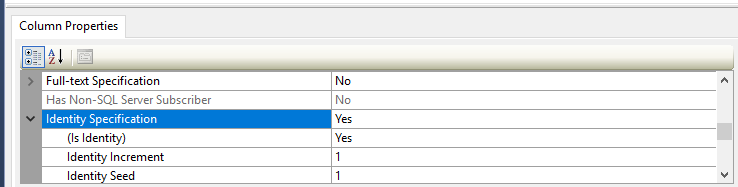 Column Properties
A Z
Full-text Specification No
Has Non-SQL Server Subscriber No
Identity Specification Yes
(Is Identity) Yes
Identity Increment 1
Identity Seed 1